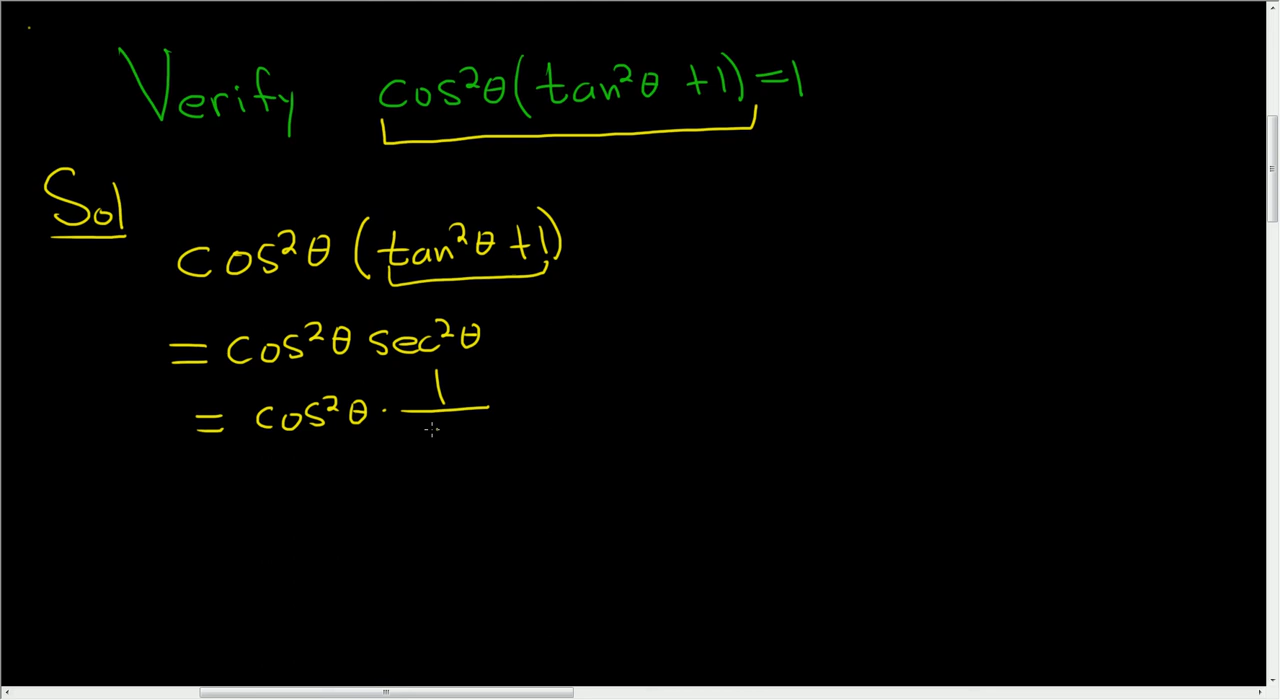 Verify cos²θ(tan²θ +1)=1
Sol
cos²θ (tan²θ +1)
= cos²θ sec²θ
= cos²θ · 1/